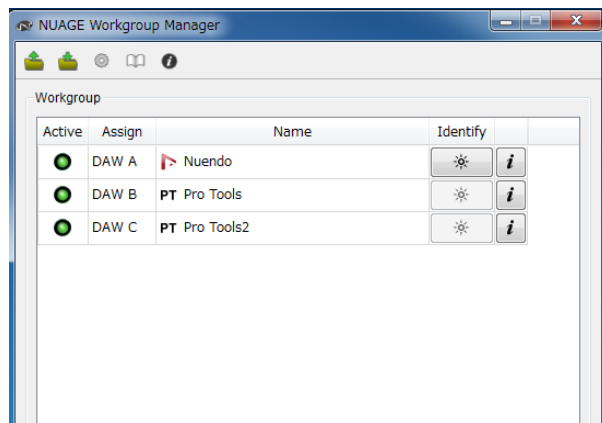 NUAGE Workgroup Manager
Workgroup
Active Assign Name Identify
DAW A Nuendo i
DAW B PT Pro Tools i
DAW C PT Pro Tools2 i